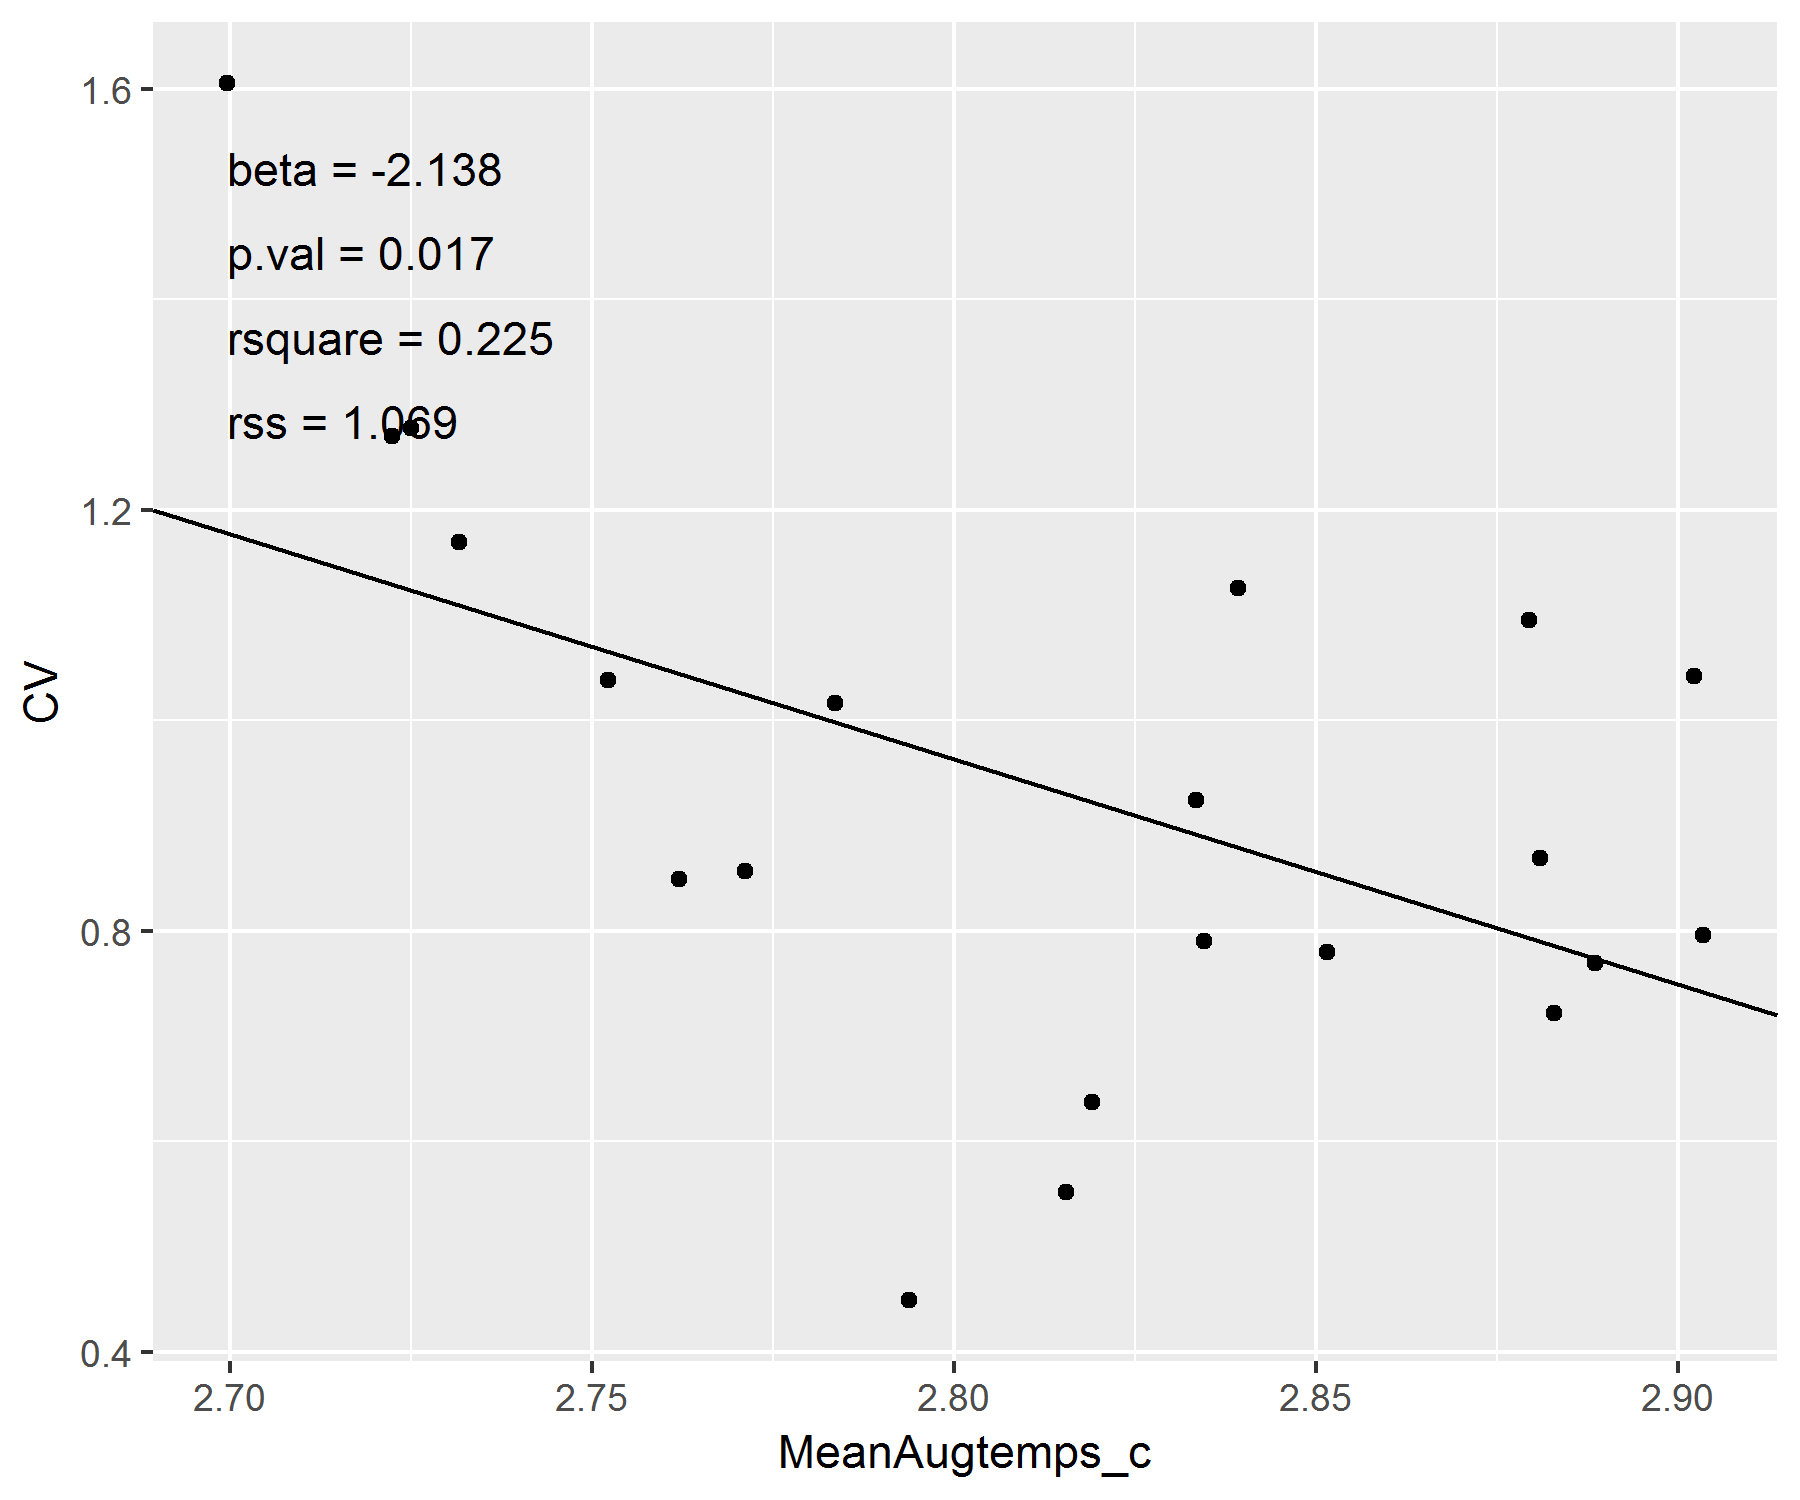 1.6
beta = -2.138
p.val = 0.017
rsquare = 0.225
rss = 1.069
1.2
CV
0.8
0.4
2.70 2.75 2.80 2.85 2.90
MeanAugtemps_c